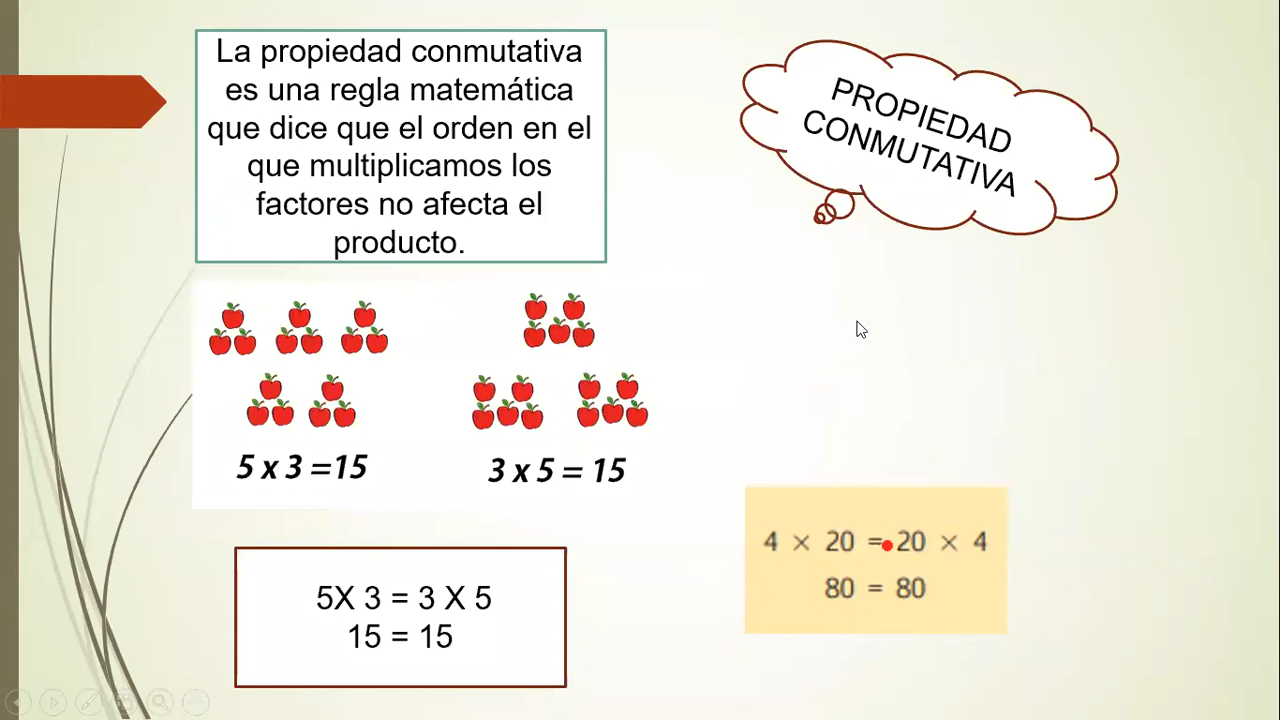 La propiedad conmutativa
es una regla matemática
que dice que el orden en el
que multiplicamos los
factores no afecta el
producto.
PROPIEDAD
CONMUTATIVA
5 x 3 =15
3 x 5 = 15
5X 3 = 3 X 5
15 = 15
4 × 20 = 20 × 4
80 = 80